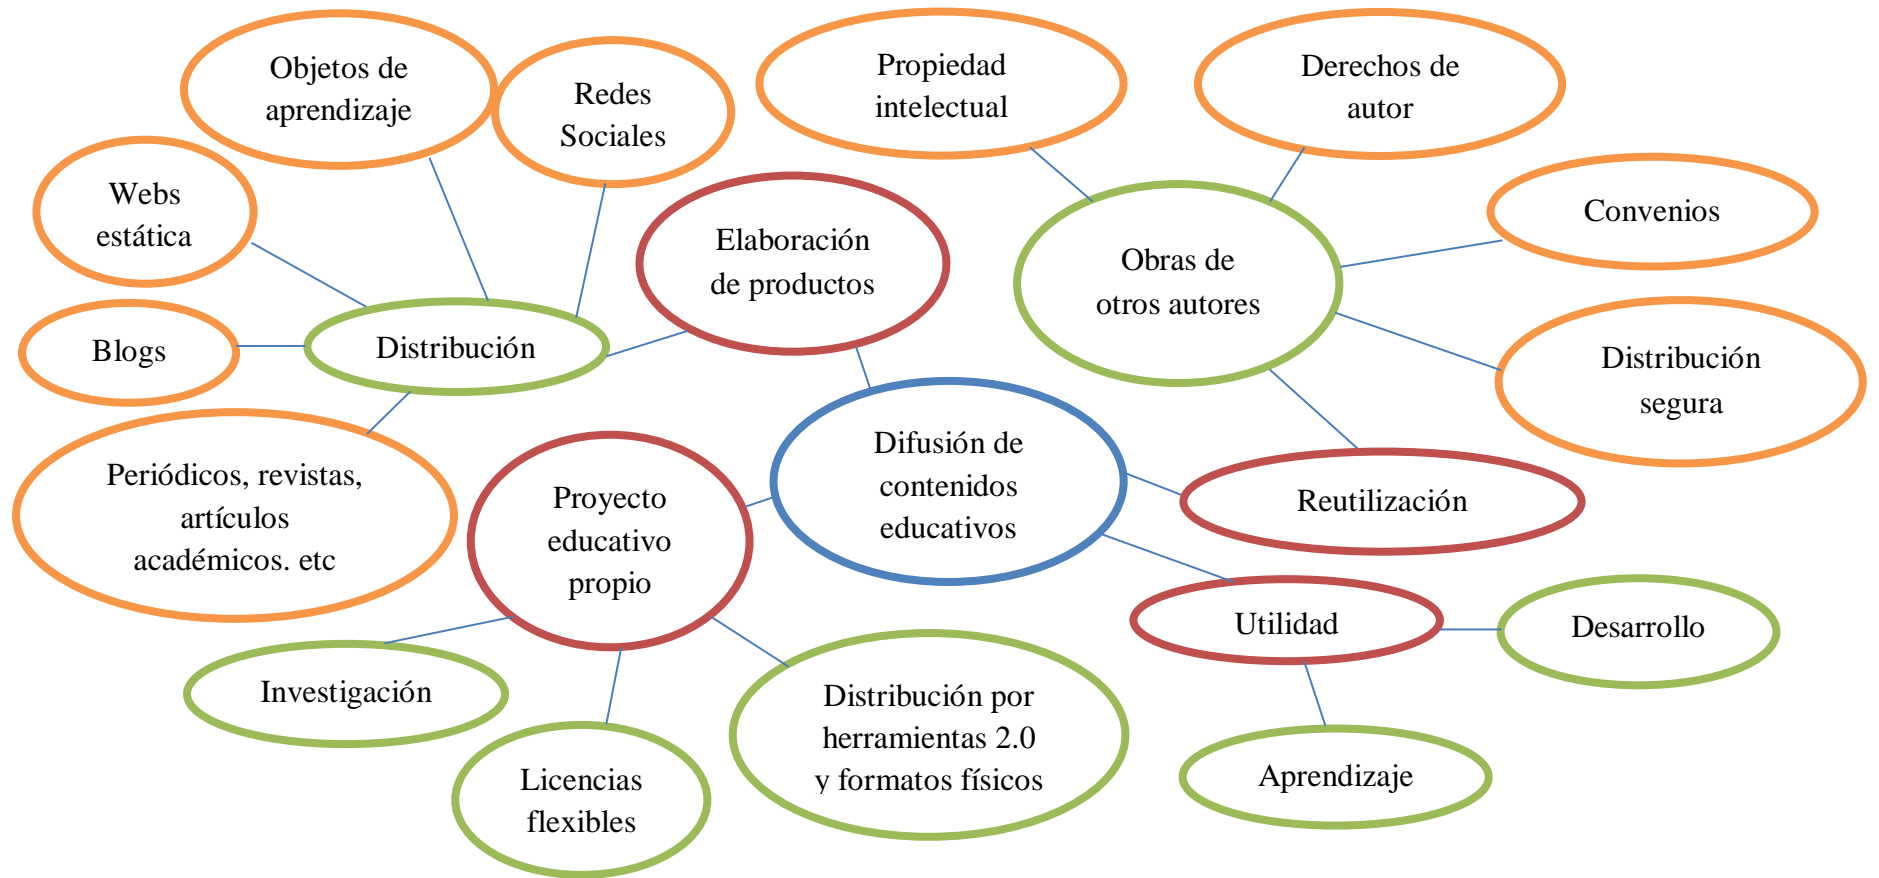 Objetos de
aprendizaje
Redes
Sociales
Propiedad
intelectual
Derechos de
autor
Webs
estática
Convenios
Elaboración
de productos
Obras de
otros autores
Blogs
Distribución
Distribución
segura
Periódicos, revistas,
artículos
académicos. etc
Proyecto
educativo
propio
Difusión de
contenidos
educativos
Reutilización
Utilidad
Desarrollo
Investigación
Licencias
flexibles
Distribución por
herramientas 2.0
y formatos físicos
Aprendizaje